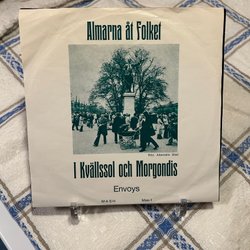 Almarna åt Folket
I Kvällssol och Morgondis
Envoys